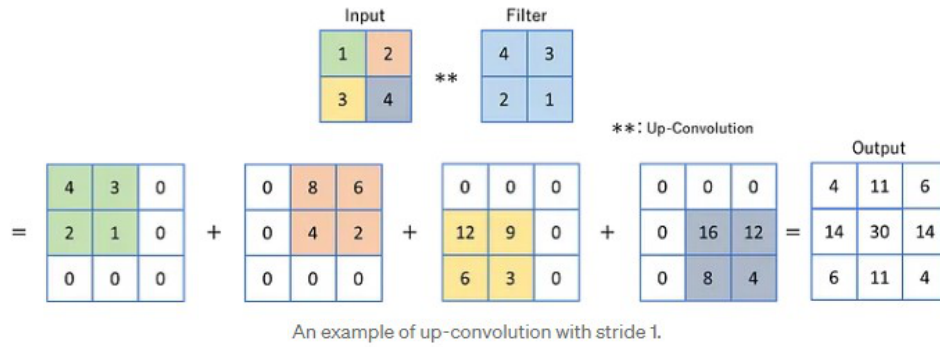 Input Filter
1 2 4 3
**
3 4 2 1
**: Up-Convolution
Output
4 3 0 0 8 6 0 0 0 0 0 0 4 11 6
= 2 1 0 + 0 4 2 + 12 9 0 + 0 16 12 = 14 30 14
0 0 0 0 0 0 6 3 0 0 8 4 6 11 4
An example of up-convolution with stride 1.